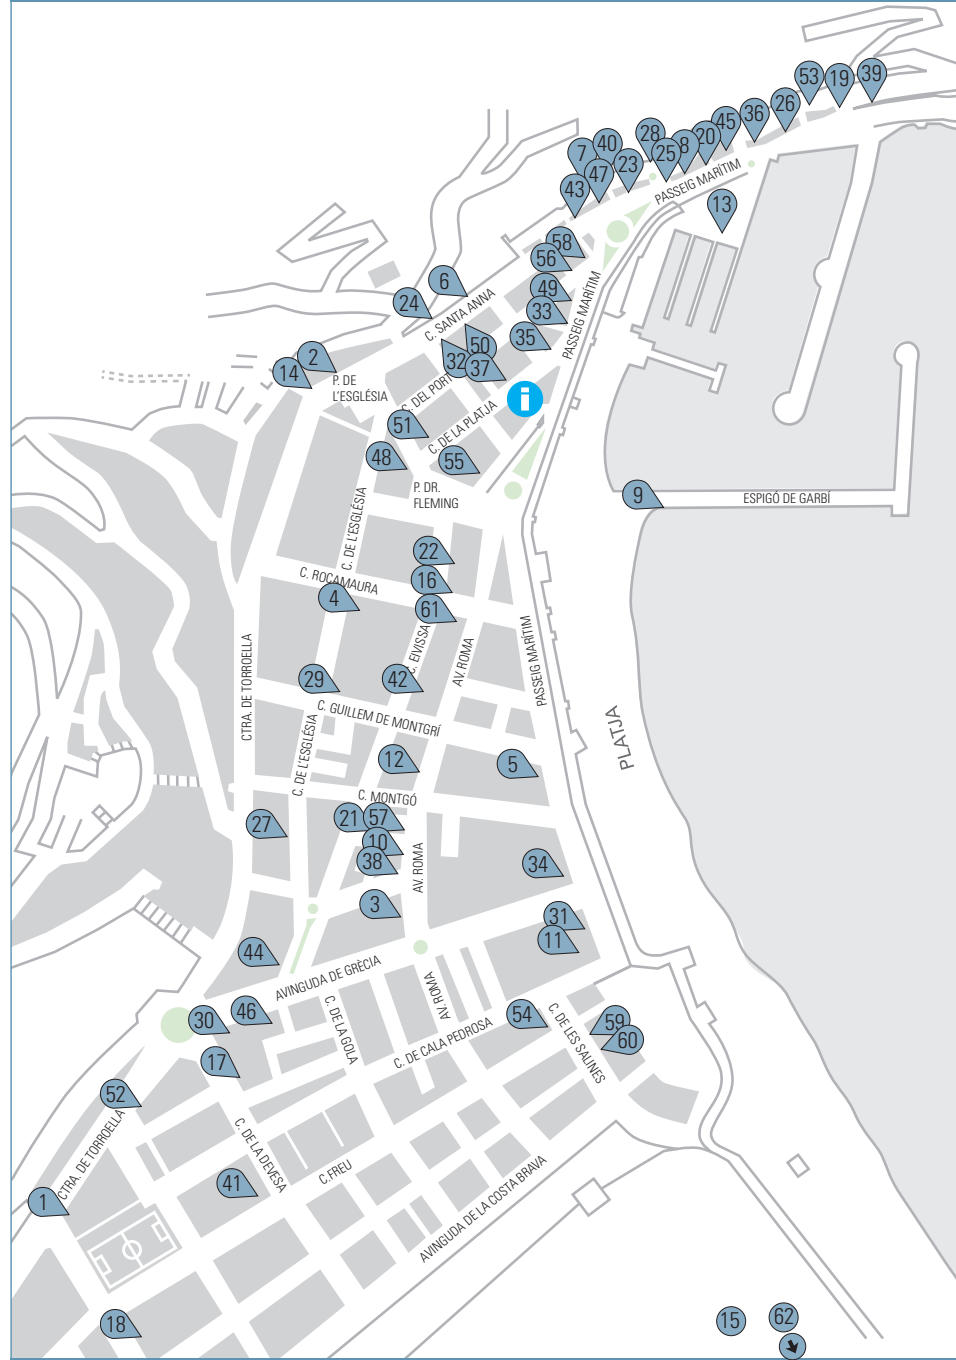 53
19
39
26
36
45
20
8
28
25
40
7
23
47
43
PASSEIG MARÍTIM
13
58
56
49
33
35
PASSEIG MARÍTIM
6
24
C. SANTA ANNA
50
32
37
2
14
P. DE
L'ESGLÉSIA
C. DEL PORT
i
C. DE LA PLATJA
51
48
55
P. DR.
FLEMING
9
ESPIGÓ DE GARBÍ
C. DE L'ESGLÉSIA
22
16
C. ROCAMAURA
4
61
C. EIVISSA
AV. ROMA
PASSEIG MARÍTIM
CTRA. DE TORROELLA
29
42
C. GUILLEM DE MONTGRÍ
PLATJA
C. DE L'ESGLÉSIA
12
5
C. MONTGÓ
27
21
57
10
38
AV. ROMA
34
3
31
11
44
AVINGUDA DE GRÈCIA
46
30
C. DE LA GOLA
AV. ROMA
54
C. DE CALA PEDROSA
C. DE LES SALINES
59
60
17
52
CTRA. DE TORROELLA
C. DE LA DEVESA
41
C.FREU
1
AVINGUDA DE LA COSTA BRAVA
18
15
62